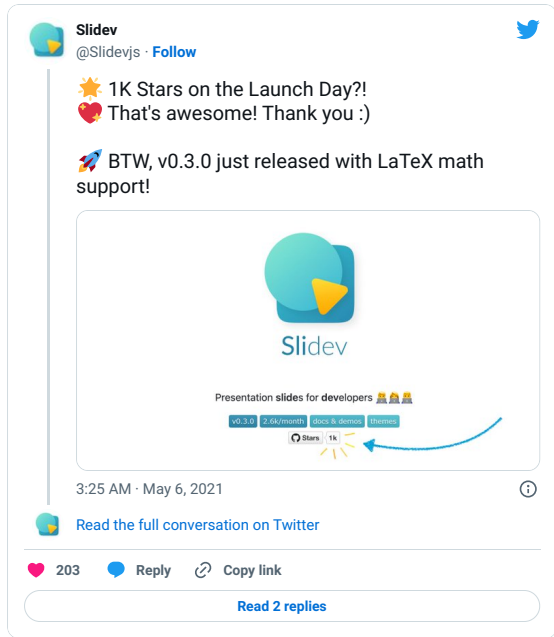 Slidev
@Slidevjs · Follow
🌟 1K Stars on the Launch Day?!
💖 That's awesome! Thank you :)
🚀 BTW, v0.3.0 just released with LaTeX math
support!
Slidev
Presentation slides for developers 🧑‍💻👩‍💻👨‍💻
v0.3.0 2.6k/month docs & demos themes
Stars 1k
3:25 AM · May 6, 2021
Read the full conversation on Twitter
203 Reply Copy link
Read 2 replies